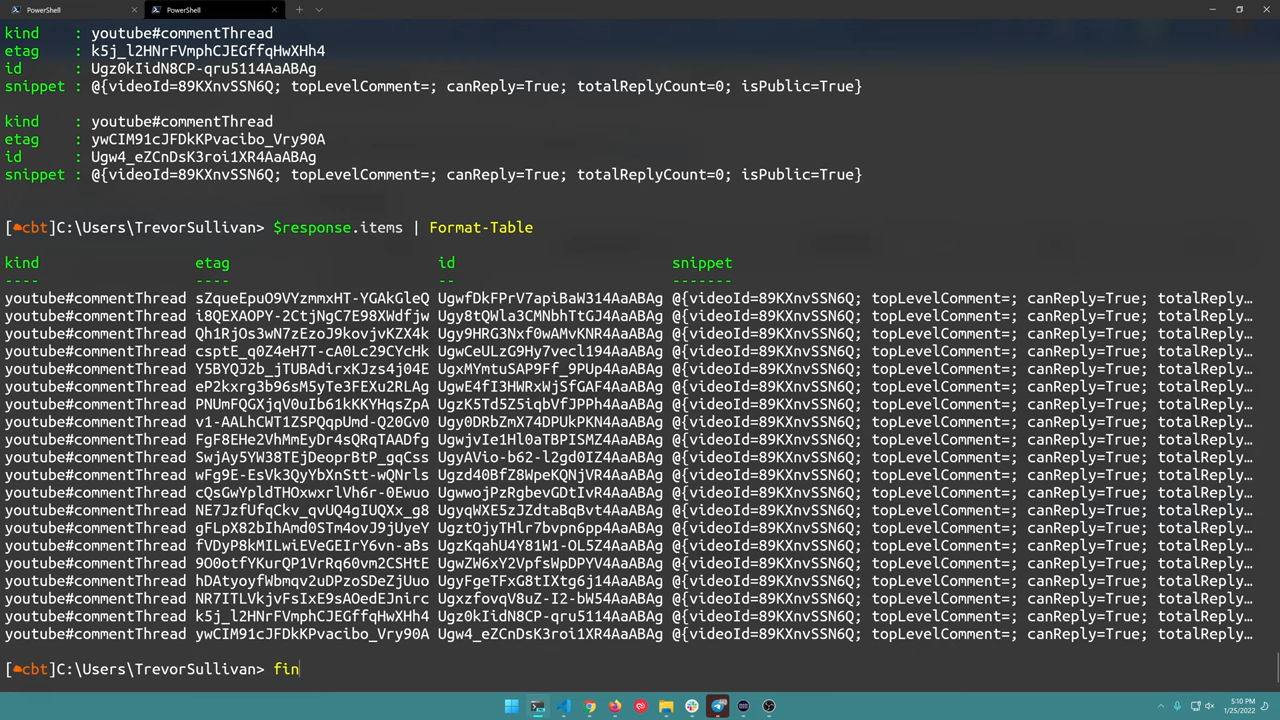 PowerShell PowerShell
kind : youtube#commentThread
etag : k5j_l2HNrFVmphCJEGffqHwXHh4
id : Ugz0kIidN8CP-qru5114AaABAg
snippet : @{videoId=89KXnvSSN6Q; topLevelComment=; canReply=True; totalReplyCount=0; isPublic=True}
kind : youtube#commentThread
etag : ywCIM91cJFDkKPvacibo_Vry90A
id : Ugw4_eZCnDsK3roi1XR4AaABAg
snippet : @{videoId=89KXnvSSN6Q; topLevelComment=; canReply=True; totalReplyCount=0; isPublic=True}
[☁cbt]C:\Users\TrevorSullivan> $response.items | Format-Table
kind etag id snippet
---- ---- -- -------
youtube#commentThread sZqueEpuO9VYzmmxHT-YGAkGleQ UgwfDkFPrV7apiBaW314AaABAg @{videoId=89KXnvSSN6Q; topLevelComment=; canReply=True; totalReply…
youtube#commentThread i8QEXAOPY-2CtjNgC7E98XWdfjw Ugy8tQWla3CMNbhTtGJ4AaABAg @{videoId=89KXnvSSN6Q; topLevelComment=; canReply=True; totalReply…
youtube#commentThread Qh1RjOs3wN7zEzoJ9kovjvKZX4k Ugy9HRG3Nxf0wAMvKNR4AaABAg @{videoId=89KXnvSSN6Q; topLevelComment=; canReply=True; totalReply…
youtube#commentThread csptE_q0Z4eH7T-cA0Lc29CYcHk UgwCeULzG9Hy7vecl194AaABAg @{videoId=89KXnvSSN6Q; topLevelComment=; canReply=True; totalReply…
youtube#commentThread Y5BYQJ2b_jTUBAdirxKJzs4j04E UgxMYmtuSAP9Ff_9PUp4AaABAg @{videoId=89KXnvSSN6Q; topLevelComment=; canReply=True; totalReply…
youtube#commentThread eP2kxrg3b96sM5yTe3FEXu2RLAg UgwE4fI3HWRxWjSfGAF4AaABAg @{videoId=89KXnvSSN6Q; topLevelComment=; canReply=True; totalReply…
youtube#commentThread PNUmFQGXjqV0uIb61kKKYHqsZpA UgzK5Td5Z5iqbVfJPPh4AaABAg @{videoId=89KXnvSSN6Q; topLevelComment=; canReply=True; totalReply…
youtube#commentThread v1-AALhCWT1ZSPQqpUmd-Q20Gv0 Ugy0DRbZmX74DPUkPKN4AaABAg @{videoId=89KXnvSSN6Q; topLevelComment=; canReply=True; totalReply…
youtube#commentThread FgF8EHe2VhMmEyDr4sQRqTAADfg UgwjvIe1Hl0aTBPISMZ4AaABAg @{videoId=89KXnvSSN6Q; topLevelComment=; canReply=True; totalReply…
youtube#commentThread SwjAy5YW38TEjDeoprBtP_gqCss UgyAVio-b62-l2gd0IZ4AaABAg @{videoId=89KXnvSSN6Q; topLevelComment=; canReply=True; totalReply…
youtube#commentThread wFg9E-EsVk3QyYbXnStt-wQNrls Ugzd40BfZ8WpeKQNjVR4AaABAg @{videoId=89KXnvSSN6Q; topLevelComment=; canReply=True; totalReply…
youtube#commentThread cQsGwYpldTHOxwxrlVh6r-0Ewuo UgwwojPzRgbevGDtIvR4AaABAg @{videoId=89KXnvSSN6Q; topLevelComment=; canReply=True; totalReply…
youtube#commentThread NE7JzfUfqCkv_qvUQ4gIUQXx_g8 UgyqWXE5zJZdtaBqBvt4AaABAg @{videoId=89KXnvSSN6Q; topLevelComment=; canReply=True; totalReply…
youtube#commentThread gFLpX82bIhAmd0STm4ovJ9jUyeY UgztOjyTHlr7bvpn6pp4AaABAg @{videoId=89KXnvSSN6Q; topLevelComment=; canReply=True; totalReply…
youtube#commentThread fVDyP8kMILwiEVeGEIrY6vn-aBs UgzKqahU4Y81W1-OL5Z4AaABAg @{videoId=89KXnvSSN6Q; topLevelComment=; canReply=True; totalReply…
youtube#commentThread 9O0otfYKurQP1VrRq60vm2CSHtE UgwZW6xY2VpfsWpDPYV4AaABAg @{videoId=89KXnvSSN6Q; topLevelComment=; canReply=True; totalReply…
youtube#commentThread hDAtyoyfWbmqv2uDPzoSDeZjUuo UgyFgeTFxG8tIXtg6j14AaABAg @{videoId=89KXnvSSN6Q; topLevelComment=; canReply=True; totalReply…
youtube#commentThread NR7ITLVkjvFsIxE9sAOedEJnirc UgxzfovqV8uZ-I2-bW54AaABAg @{videoId=89KXnvSSN6Q; topLevelComment=; canReply=True; totalReply…
youtube#commentThread k5j_l2HNrFVmphCJEGffqHwXHh4 Ugz0kIidN8CP-qru5114AaABAg @{videoId=89KXnvSSN6Q; topLevelComment=; canReply=True; totalReply…
youtube#commentThread ywCIM91cJFDkKPvacibo_Vry90A Ugw4_eZCnDsK3roi1XR4AaABAg @{videoId=89KXnvSSN6Q; topLevelComment=; canReply=True; totalReply…
[☁cbt]C:\Users\TrevorSullivan> fin
5:10 PM
1/25/2022